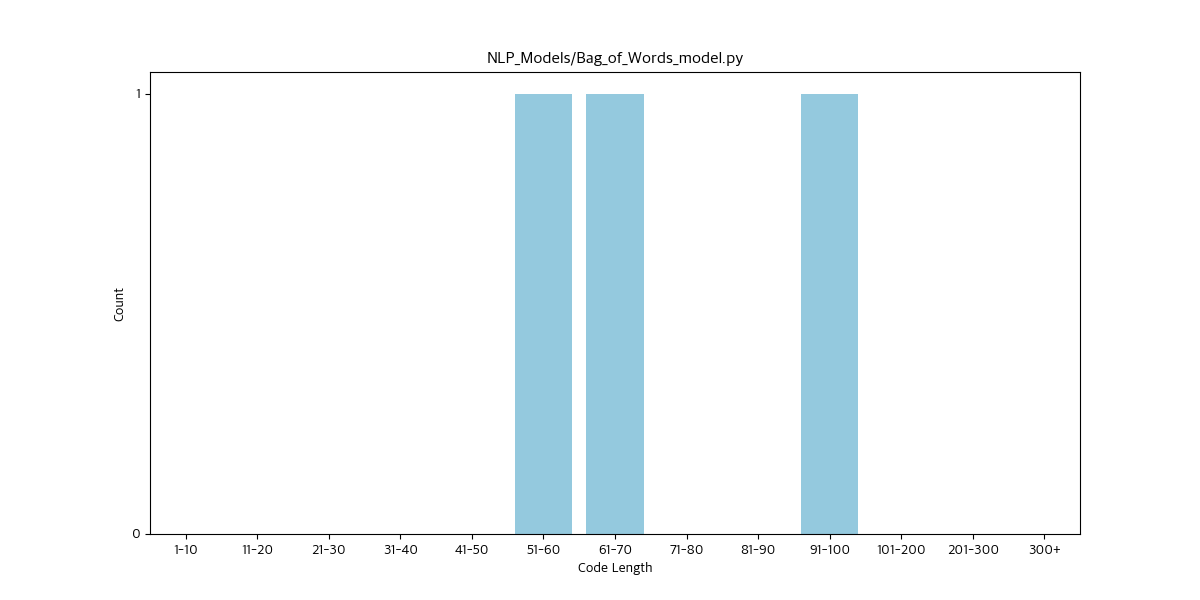 NLP_Models/Bag_of_Words_model.py
1
Count
0
1-10 11-20 21-30 31-40 41-50 51-60 61-70 71-80 81-90 91-100 101-200 201-300 300+
Code Length